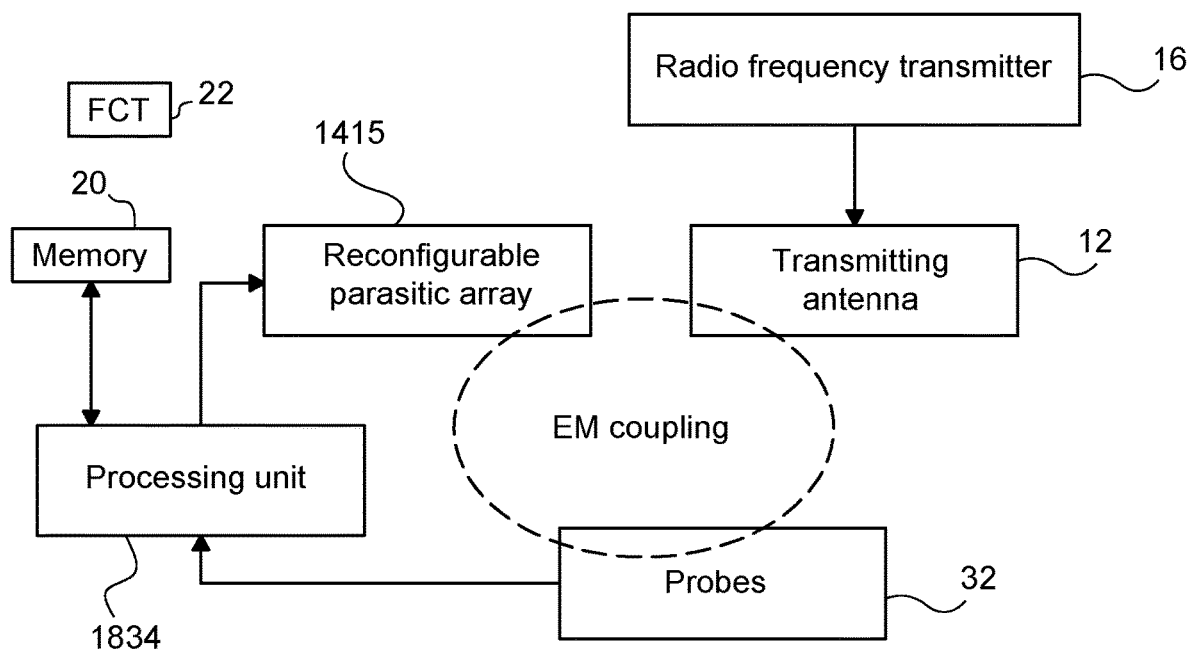 Radio frequency transmitter
16
FCT
22
1415
20
Memory
Reconfigurable
parasitic array
Transmitting
antenna
12
EM coupling
Processing unit
Probes
32
1834